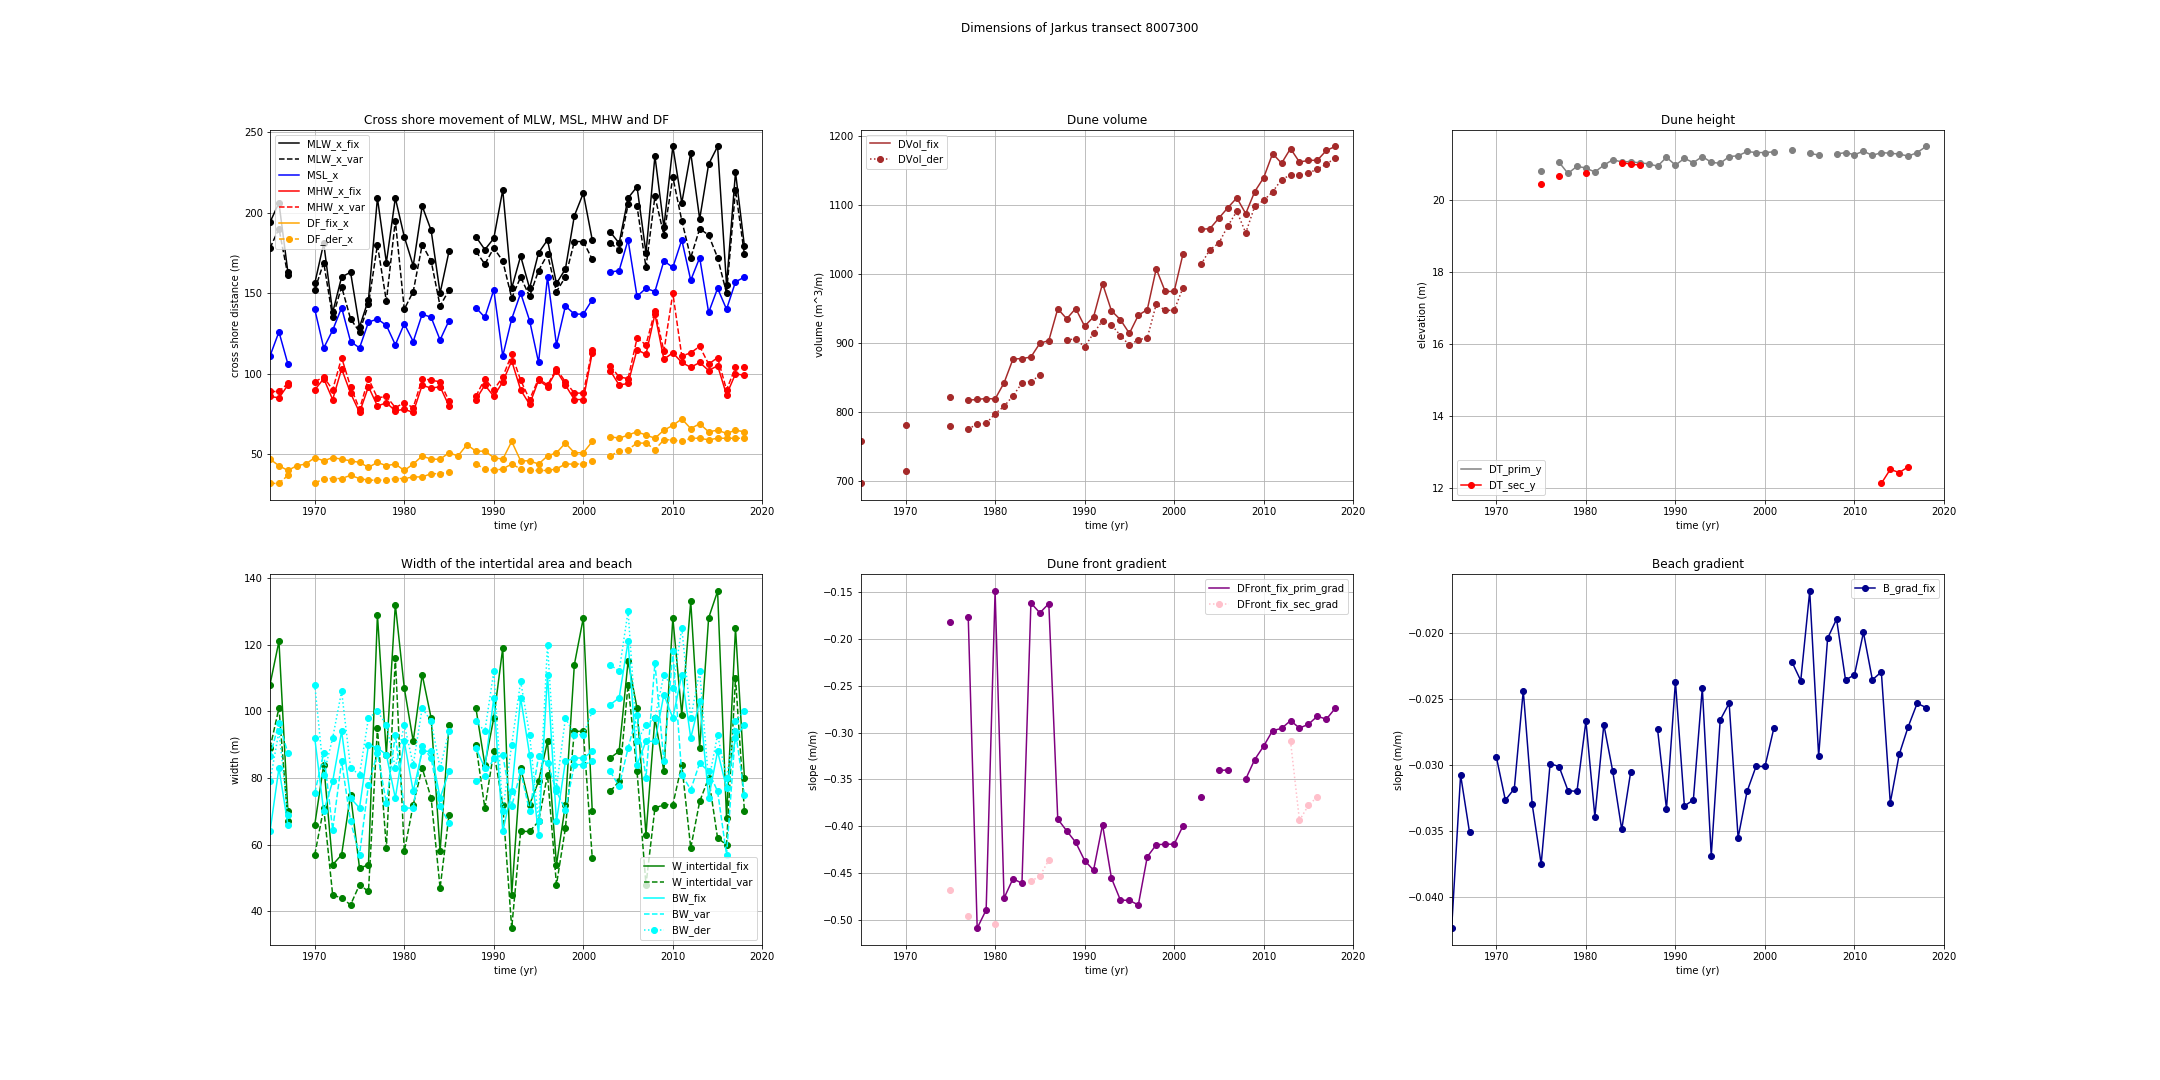 Dimensions of Jarkus transect 8007300
Cross shore movement of MLW, MSL, MHW and DF
250
200
150
100
50
cross shore distance (m)
MLW_x_fix
MLW_x_var
MSL_x
MHW_x_fix
MHW_x_var
DF_fix_x
DF_der_x
1970 1980 1990 2000 2010 2020
time (yr)
Dune volume
1200
1100
1000
900
800
700
volume (m^3/m)
DVol_fix
DVol_der
1970 1980 1990 2000 2010 2020
time (yr)
Dune height
20
18
16
14
12
elevation (m)
DT_prim_y
DT_sec_y
1970 1980 1990 2000 2010 2020
time (yr)
Width of the intertidal area and beach
140
120
100
80
60
40
width (m)
W_intertidal_fix
W_intertidal_var
BW_fix
BW_var
BW_der
1970 1980 1990 2000 2010 2020
time (yr)
Dune front gradient
−0.15
−0.20
−0.25
−0.30
−0.35
−0.40
−0.45
−0.50
slope (m/m)
DFront_fix_prim_grad
DFront_fix_sec_grad
1970 1980 1990 2000 2010 2020
time (yr)
Beach gradient
−0.020
−0.025
−0.030
−0.035
−0.040
slope (m/m)
B_grad_fix
1970 1980 1990 2000 2010 2020
time (yr)